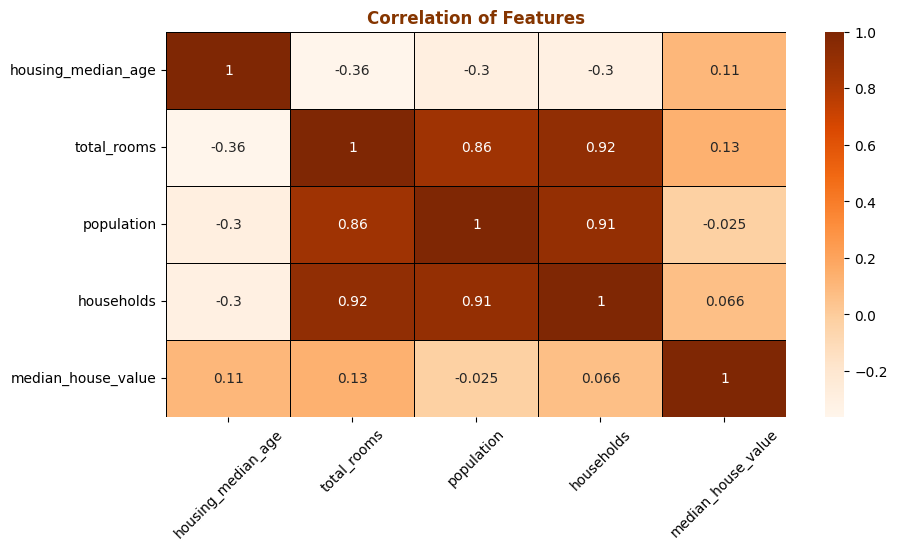 Correlation of Features
housing_median_age 1 -0.36 -0.3 -0.3 0.11
total_rooms -0.36 1 0.86 0.92 0.13
population -0.3 0.86 1 0.91 -0.025
households -0.3 0.92 0.91 1 0.066
median_house_value 0.11 0.13 -0.025 0.066 1
housing_median_age total_rooms population households median_house_value
1.0
0.8
0.6
0.4
0.2
0.0
−0.2